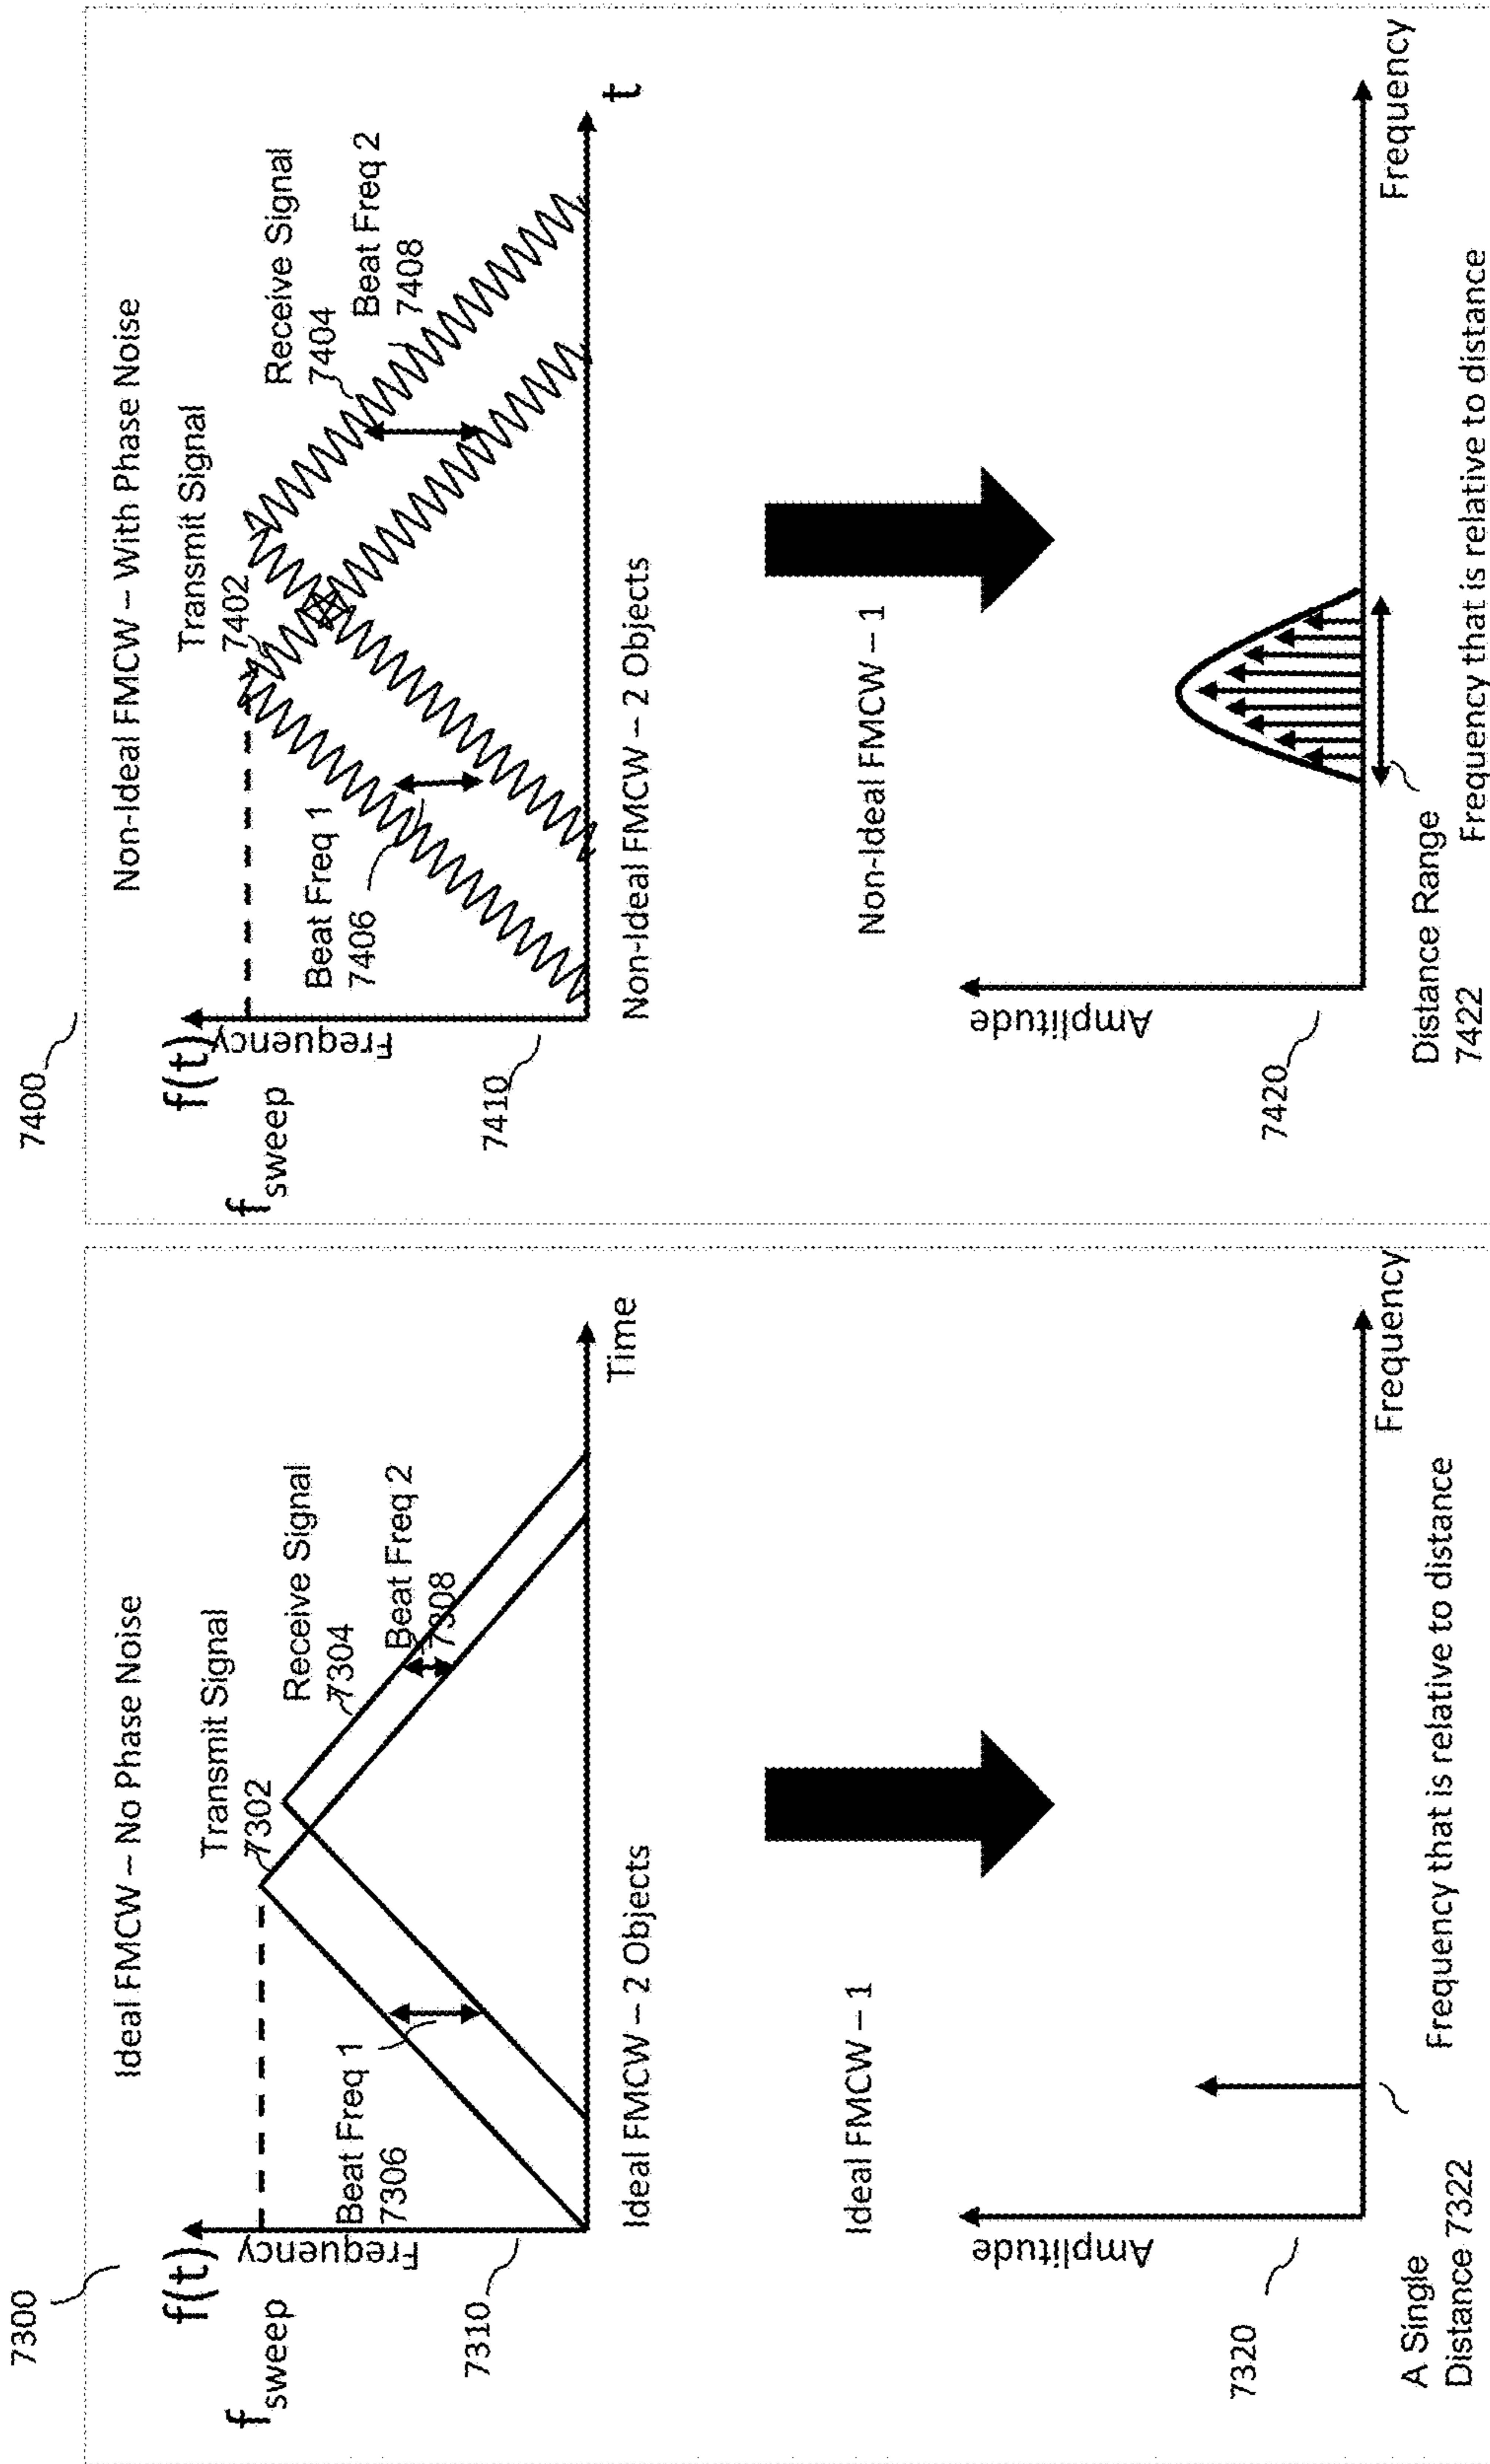 7300
Ideal FMCW – No Phase Noise
f(t)
f sweep
Frequency
Transmit Signal
7302
Receive Signal
7304
Beat Freq 1
7306
Beat Freq 2
7308
7310
Time
Ideal FMCW – 2 Objects
Ideal FMCW – 1
Amplitude
7320
Frequency
A Single
Distance 7322
Frequency that is relative to distance
7400
Non-Ideal FMCW – With Phase Noise
f(t)
f sweep
Frequency
Transmit Signal
7402
Receive Signal
7404
Beat Freq 1
7406
Beat Freq 2
7408
7410
t
Non-Ideal FMCW – 2 Objects
Non-Ideal FMCW – 1
Amplitude
7420
Frequency
Distance Range
7422
Frequency that is relative to distance